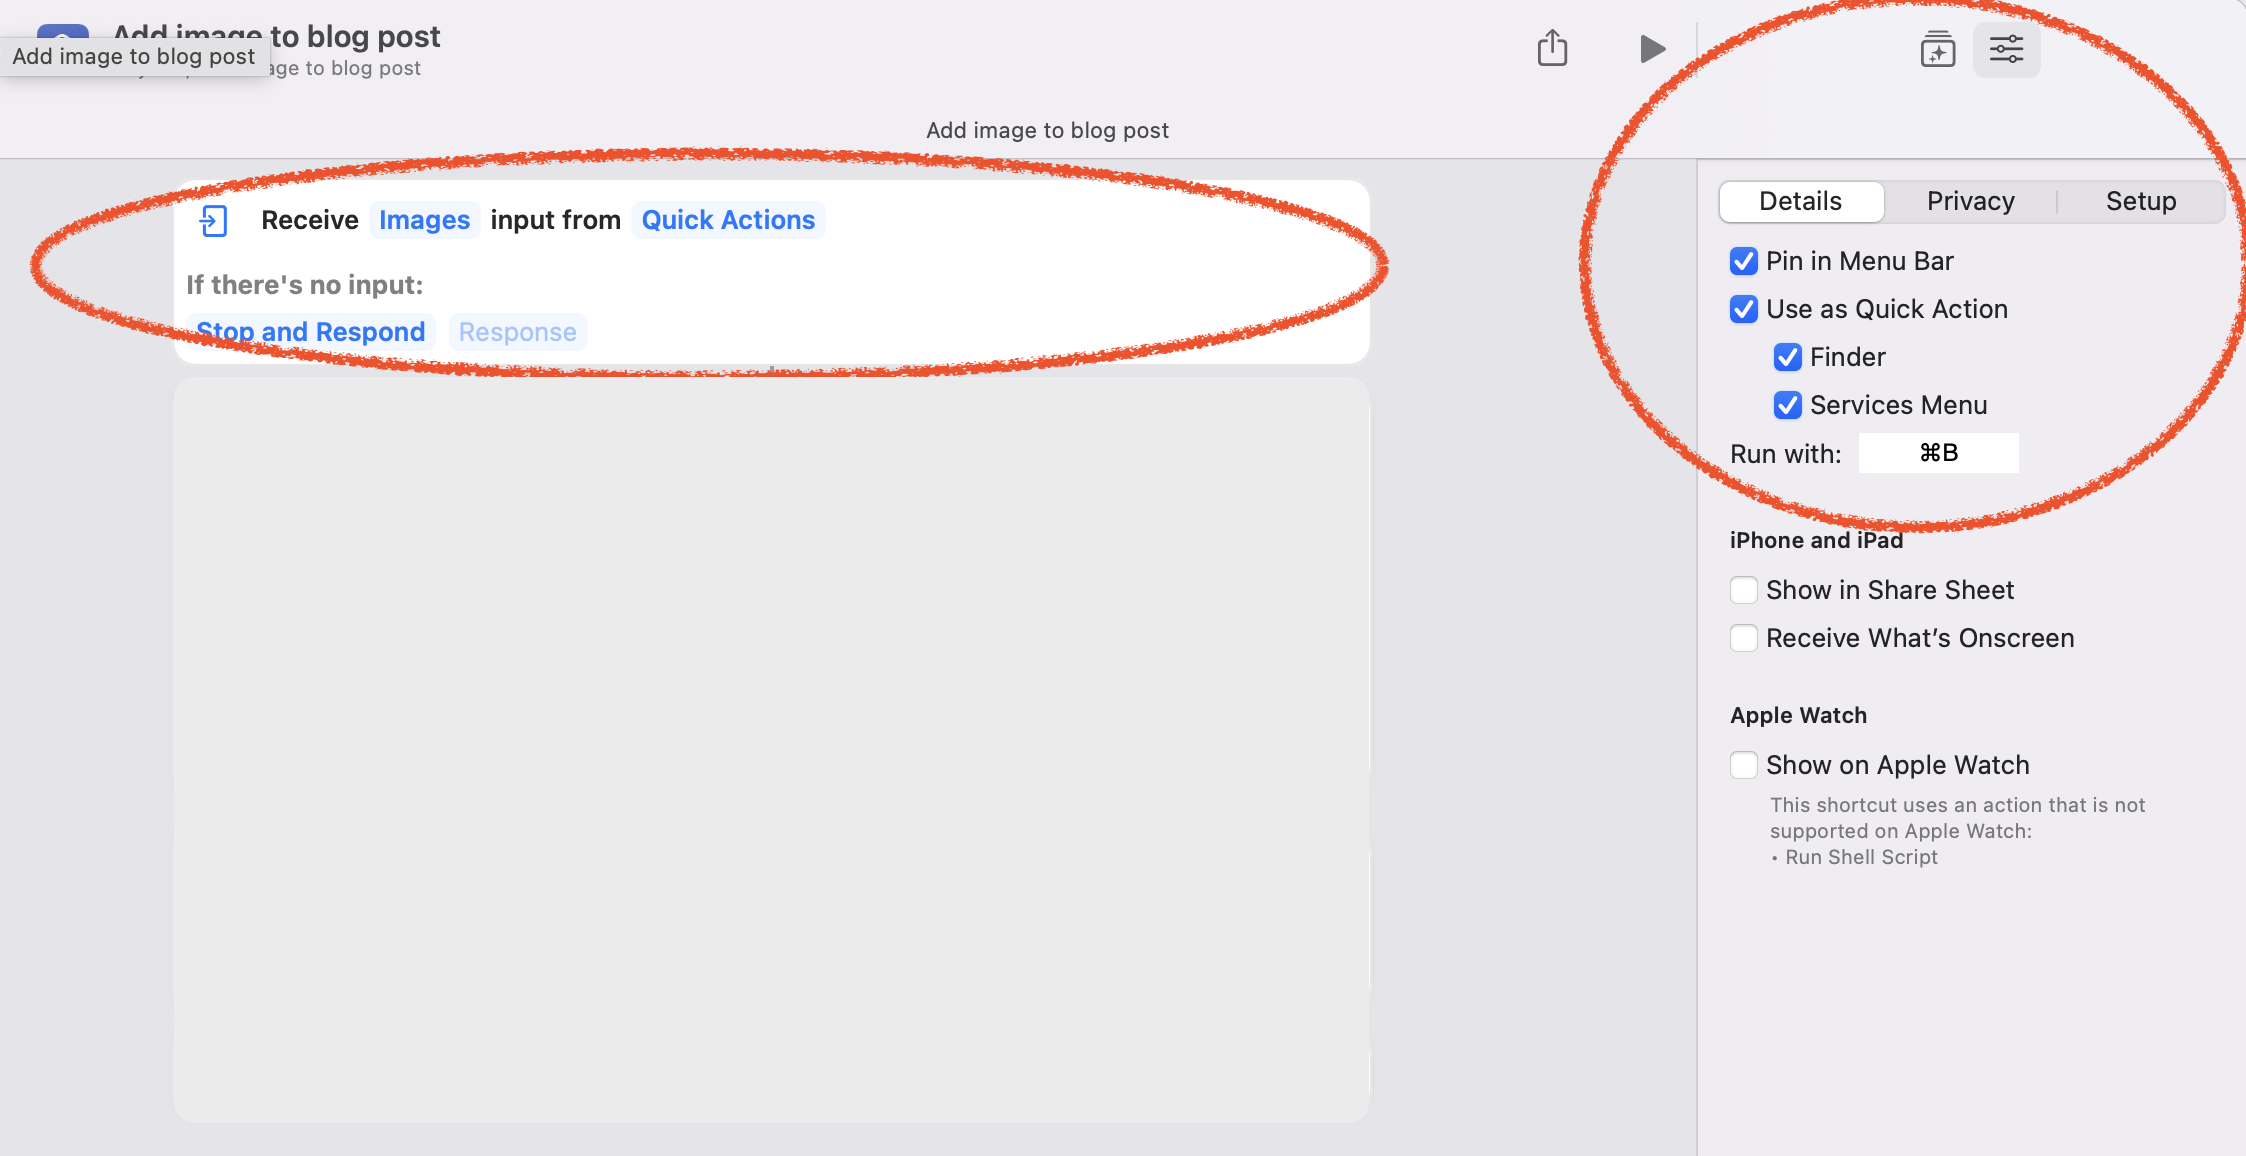 Add image to blog post
Add image to blog post
age to blog post
Add image to blog post
Receive Images input from Quick Actions
If there's no input:
Stop and Respond Response
Details Privacy Setup
Pin in Menu Bar
Use as Quick Action
Finder
Services Menu
Run with: ⌘B
iPhone and iPad
Show in Share Sheet
Receive What’s Onscreen
Apple Watch
Show on Apple Watch
This shortcut uses an action that is not
supported on Apple Watch:
• Run Shell Script